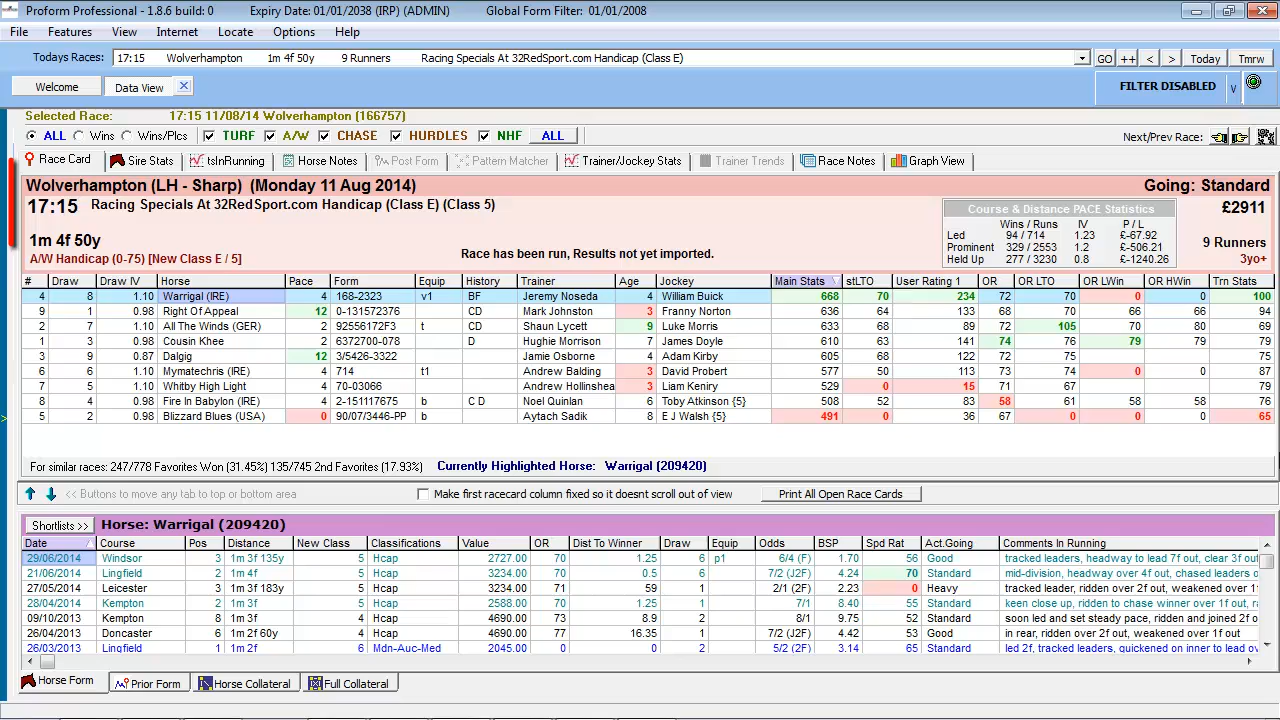 Proform Professional - 1.8.6 build: 0 Expiry Date: 01/01/2038 (IRP) (ADMIN) Global Form Filter: 01/01/2008
File Features View Internet Locate Options Help
Todays Races: 17:15 Wolverhampton 1m 4f 50y 9 Runners Racing Specials At 32RedSport.com Handicap (Class E) GO ++ < > Today Tmrw
Welcome Data View FILTER DISABLED v
Selected Race: 17:15 11/08/14 Wolverhampton (166757)
ALL Wins Wins/Plcs TURF A/W CHASE HURDLES NHF ALL Next/Prev Race:
Race Card Sire Stats IsInRunning Horse Notes Post Form Pattern Matcher Trainer/Jockey Stats Trainer Trends Race Notes Graph View
Wolverhampton (LH - Sharp) (Monday 11 Aug 2014) Going: Standard
17:15 Racing Specials At 32RedSport.com Handicap (Class E) (Class 5) £2911
Course & Distance PACE Statistics
Wins / Runs IV P / L
Led 94 / 714 1.23 £-67.92
Prominent 329 / 2553 1.2 £-506.21
Held Up 277 / 3230 0.8 £-1240.26
1m 4f 50y 9 Runners
A/W Handicap (0-75) [New Class E / 5] Race has been run, Results not yet imported. 3yo+
# Draw Draw IV Horse Pace Form Equip History Trainer Age Jockey Main Stats stLTO User Rating 1 OR OR LTO OR LWin OR HWin Trn Stats
4 8 1.10 Warrigal (IRE) 4 168-2323 v1 BF Jeremy Noseda 4 William Buick 668 70 234 72 70 0 0 100
9 1 0.98 Right Of Appeal 12 0-131572376 CD Mark Johnston 3 Franny Norton 636 64 133 68 70 66 66 94
2 7 1.10 All The Winds (GER) 2 92556172F3 t CD Shaun Lycett 9 Luke Morris 633 68 89 72 105 70 80 69
1 3 0.98 Cousin Khee 2 6372700-078 D Hughie Morrison 7 James Doyle 610 63 141 74 76 79 79 79
3 9 0.87 Dalgig 12 3/5426-3322 Jamie Osborne 4 Adam Kirby 605 68 122 72 75 76
6 6 1.10 Mymatechris (IRE) 4 714 t1 Andrew Balding 3 David Probert 577 50 113 73 74 0 0 87
7 5 1.10 Whitby High Light 4 70-03066 Andrew Hollinshea 3 Liam Keniry 529 0 15 71 67 79
8 4 0.98 Fire In Babylon (IRE) 4 2-151117675 b C D Noel Quinlan 6 Toby Atkinson {5} 508 52 83 58 61 58 58 76
5 2 0.98 Blizzard Blues (USA) 0 90/07/3446-PP b Aytach Sadik 8 E J Walsh {5} 491 0 36 67 0 0 0 65
For similar races: 247/778 Favorites Won (31.45%) 135/745 2nd Favorites (17.93%) Currently Highlighted Horse: Warrigal (209420)
<< Buttons to move any tab to top or bottom area Make first racecard column fixed so it doesnt scroll out of view Print All Open Race Cards
Shortlists >> Horse: Warrigal (209420)
Date Course Pos Distance New Class Classifications Value OR Dist To Winner Draw Equip Odds BSP Spd Rat Act.Going Comments In Running
29/06/2014 Windsor 3 1m 3f 135y 5 Hcap 2727.00 70 1.25 6 p1 6/4 (F) 1.70 56 Good tracked leaders, headway to lead 7f out, clear 3f out
21/06/2014 Lingfield 2 1m 4f 5 Hcap 3234.00 70 0.5 6 7/2 (J2F) 4.24 70 Standard mid-division, headway over 4f out, chased leaders o
27/05/2014 Leicester 3 1m 3f 183y 5 Hcap 3234.00 71 59 1 2/1 (J2F) 2.23 0 Heavy tracked leader, ridden over 2f out, weakened over 1f
28/04/2014 Kempton 2 1m 3f 5 Hcap 2588.00 70 1.25 1 7/1 8.40 55 Standard keen close up, ridden to chase winner over 1f out, ra
09/10/2013 Kempton 8 1m 3f 4 Hcap 4690.00 73 8.9 2 8/1 9.75 52 Standard soon led and set steady pace, ridden and joined 2f o
26/04/2013 Doncaster 6 1m 2f 60y 4 Hcap 4690.00 77 16.35 1 7/2 (J2F) 4.42 53 Good in rear, ridden over 2f out, weakened over 1f out
26/03/2013 Lingfield 1 1m 2f 6 Mdn-Auc-Med 2045.00 0 0 0 5/2 (J2F) 3.14 65 Standard led 2f, tracked leaders, quickened on inner to lead
Horse Form Prior Form Horse Collateral Full Collateral